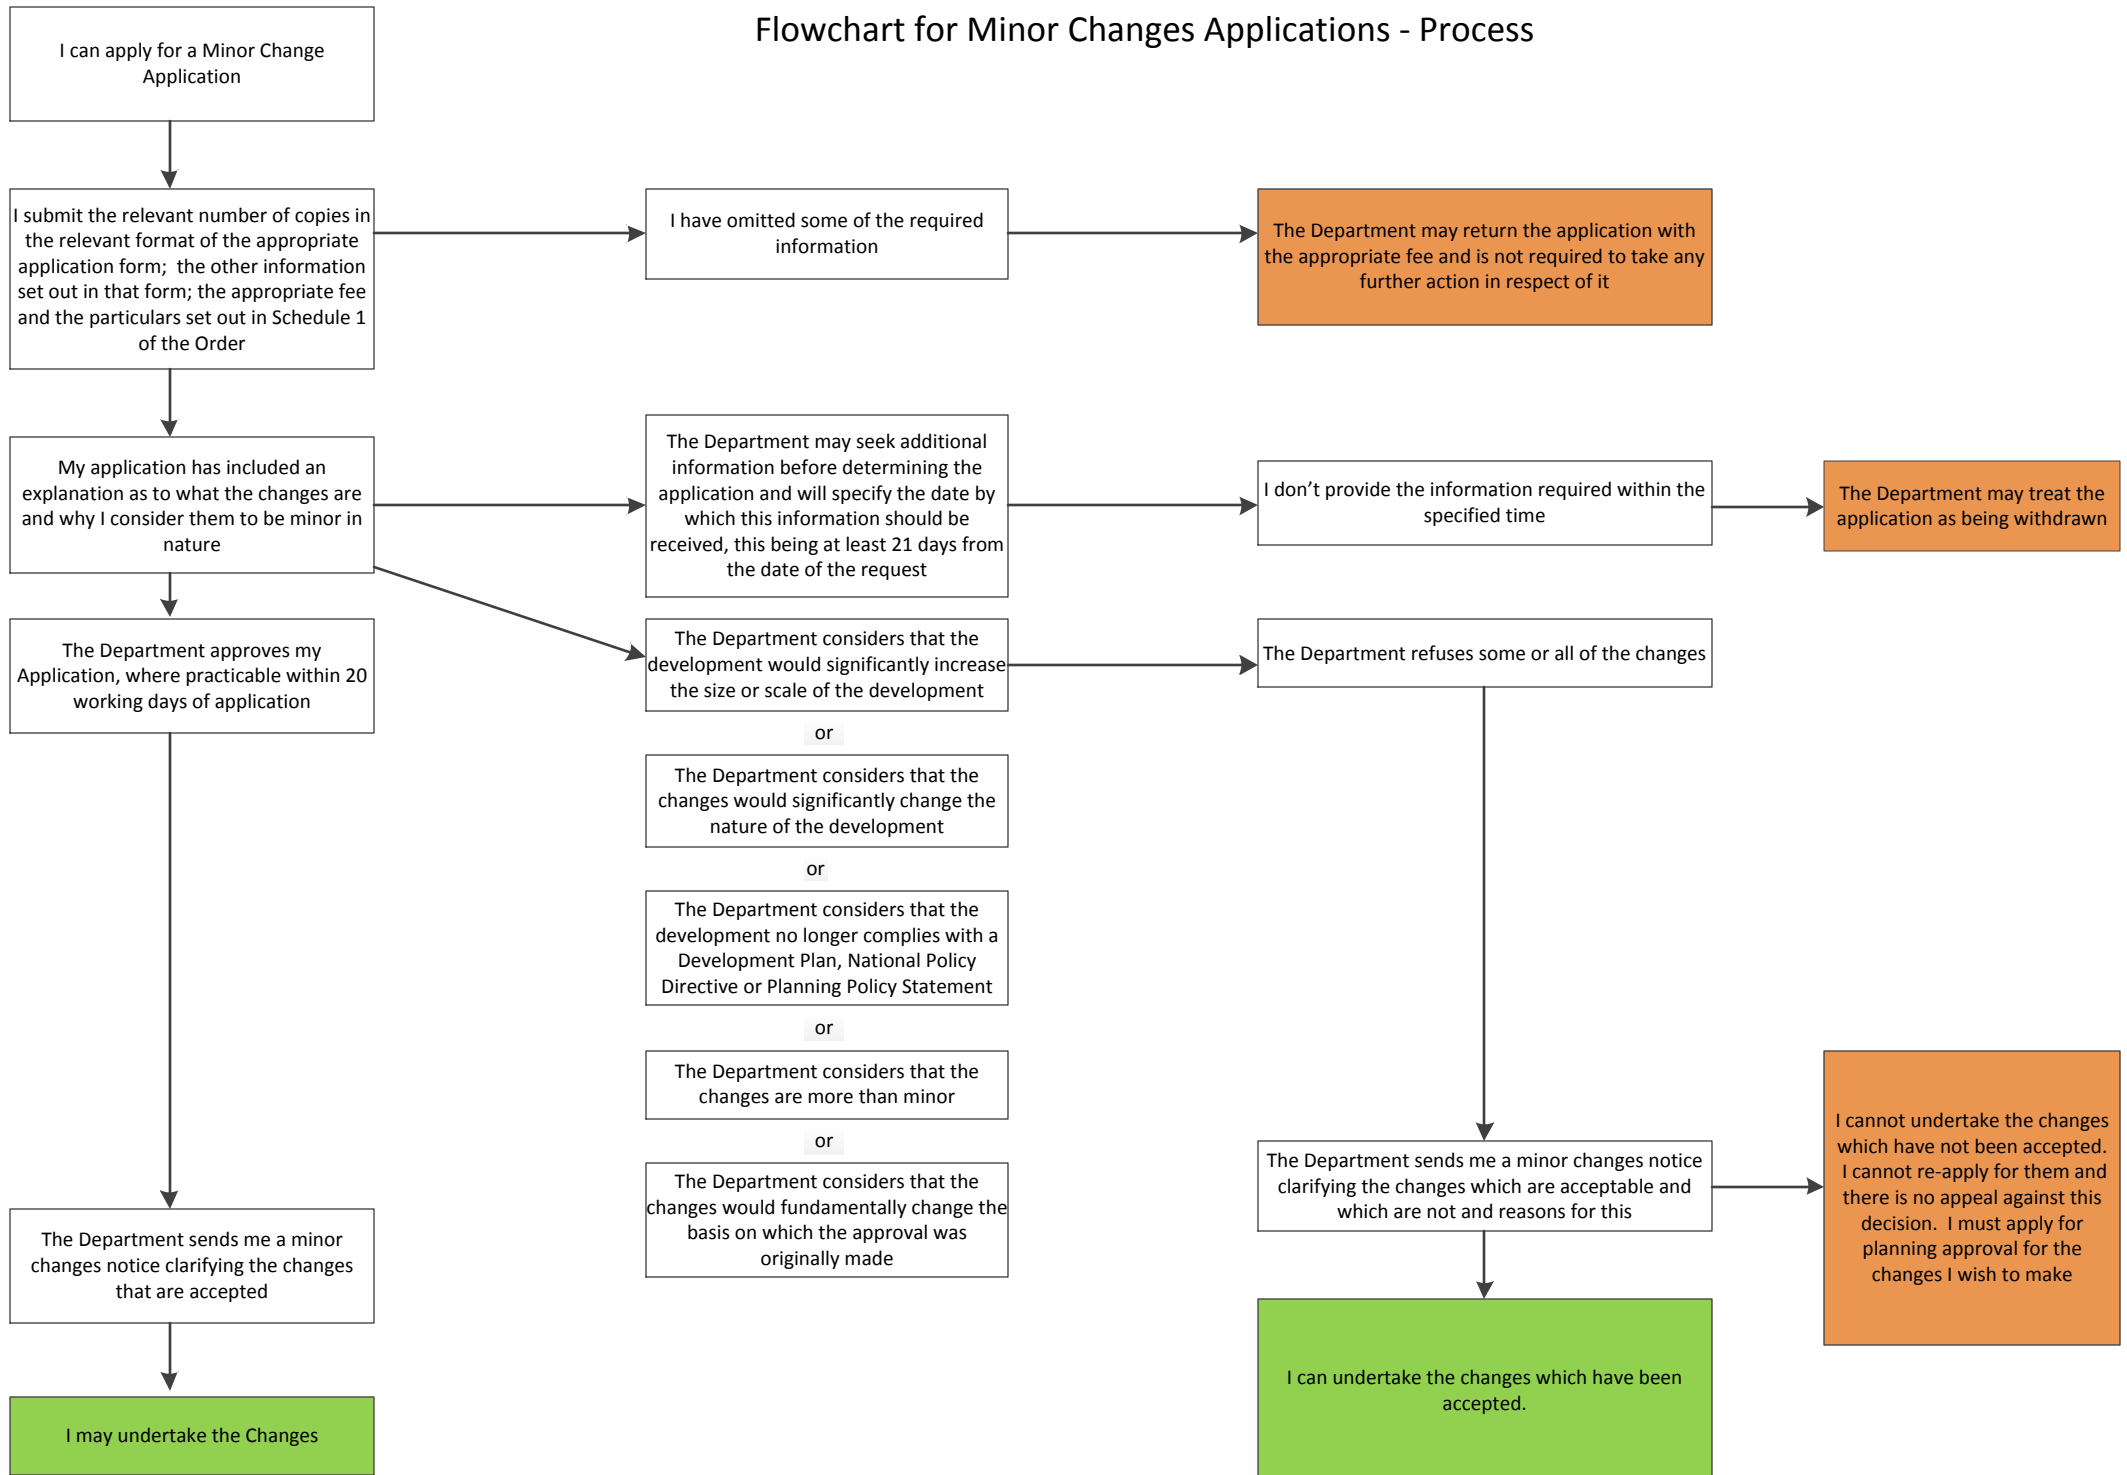 Flowchart for Minor Changes Applications - Process
I can apply for a Minor Change
Application
I submit the relevant number of copies in
the relevant format of the appropriate
application form;  the other information
set out in that form; the appropriate fee
and the particulars set out in Schedule 1
of the Order
I have omitted some of the required
information
The Department may return the application with
the appropriate fee and is not required to take any
further action in respect of it
My application has included an
explanation as to what the changes are
and why I consider them to be minor in
nature
The Department may seek additional
information before determining the
application and will specify the date by
which this information should be
received, this being at least 21 days from
the date of the request
I don’t provide the information required within the
specified time
The Department may treat the
application as being withdrawn
The Department approves my
Application, where practicable within 20
working days of application
The Department considers that the
development would significantly increase
the size or scale of the development
or
The Department considers that the
changes would significantly change the
nature of the development
or
The Department considers that the
development no longer complies with a
Development Plan, National Policy
Directive or Planning Policy Statement
or
The Department considers that the
changes are more than minor
or
The Department considers that the
changes would fundamentally change the
basis on which the approval was
originally made
The Department refuses some or all of the changes
The Department sends me a minor changes notice
clarifying the changes which are acceptable and
which are not and reasons for this
I cannot undertake the changes
which have not been accepted.
I cannot re-apply for them and
there is no appeal against this
decision.  I must apply for
planning approval for the
changes I wish to make
The Department sends me a minor
changes notice clarifying the changes
that are accepted
I can undertake the changes which have been
accepted.
I may undertake the Changes